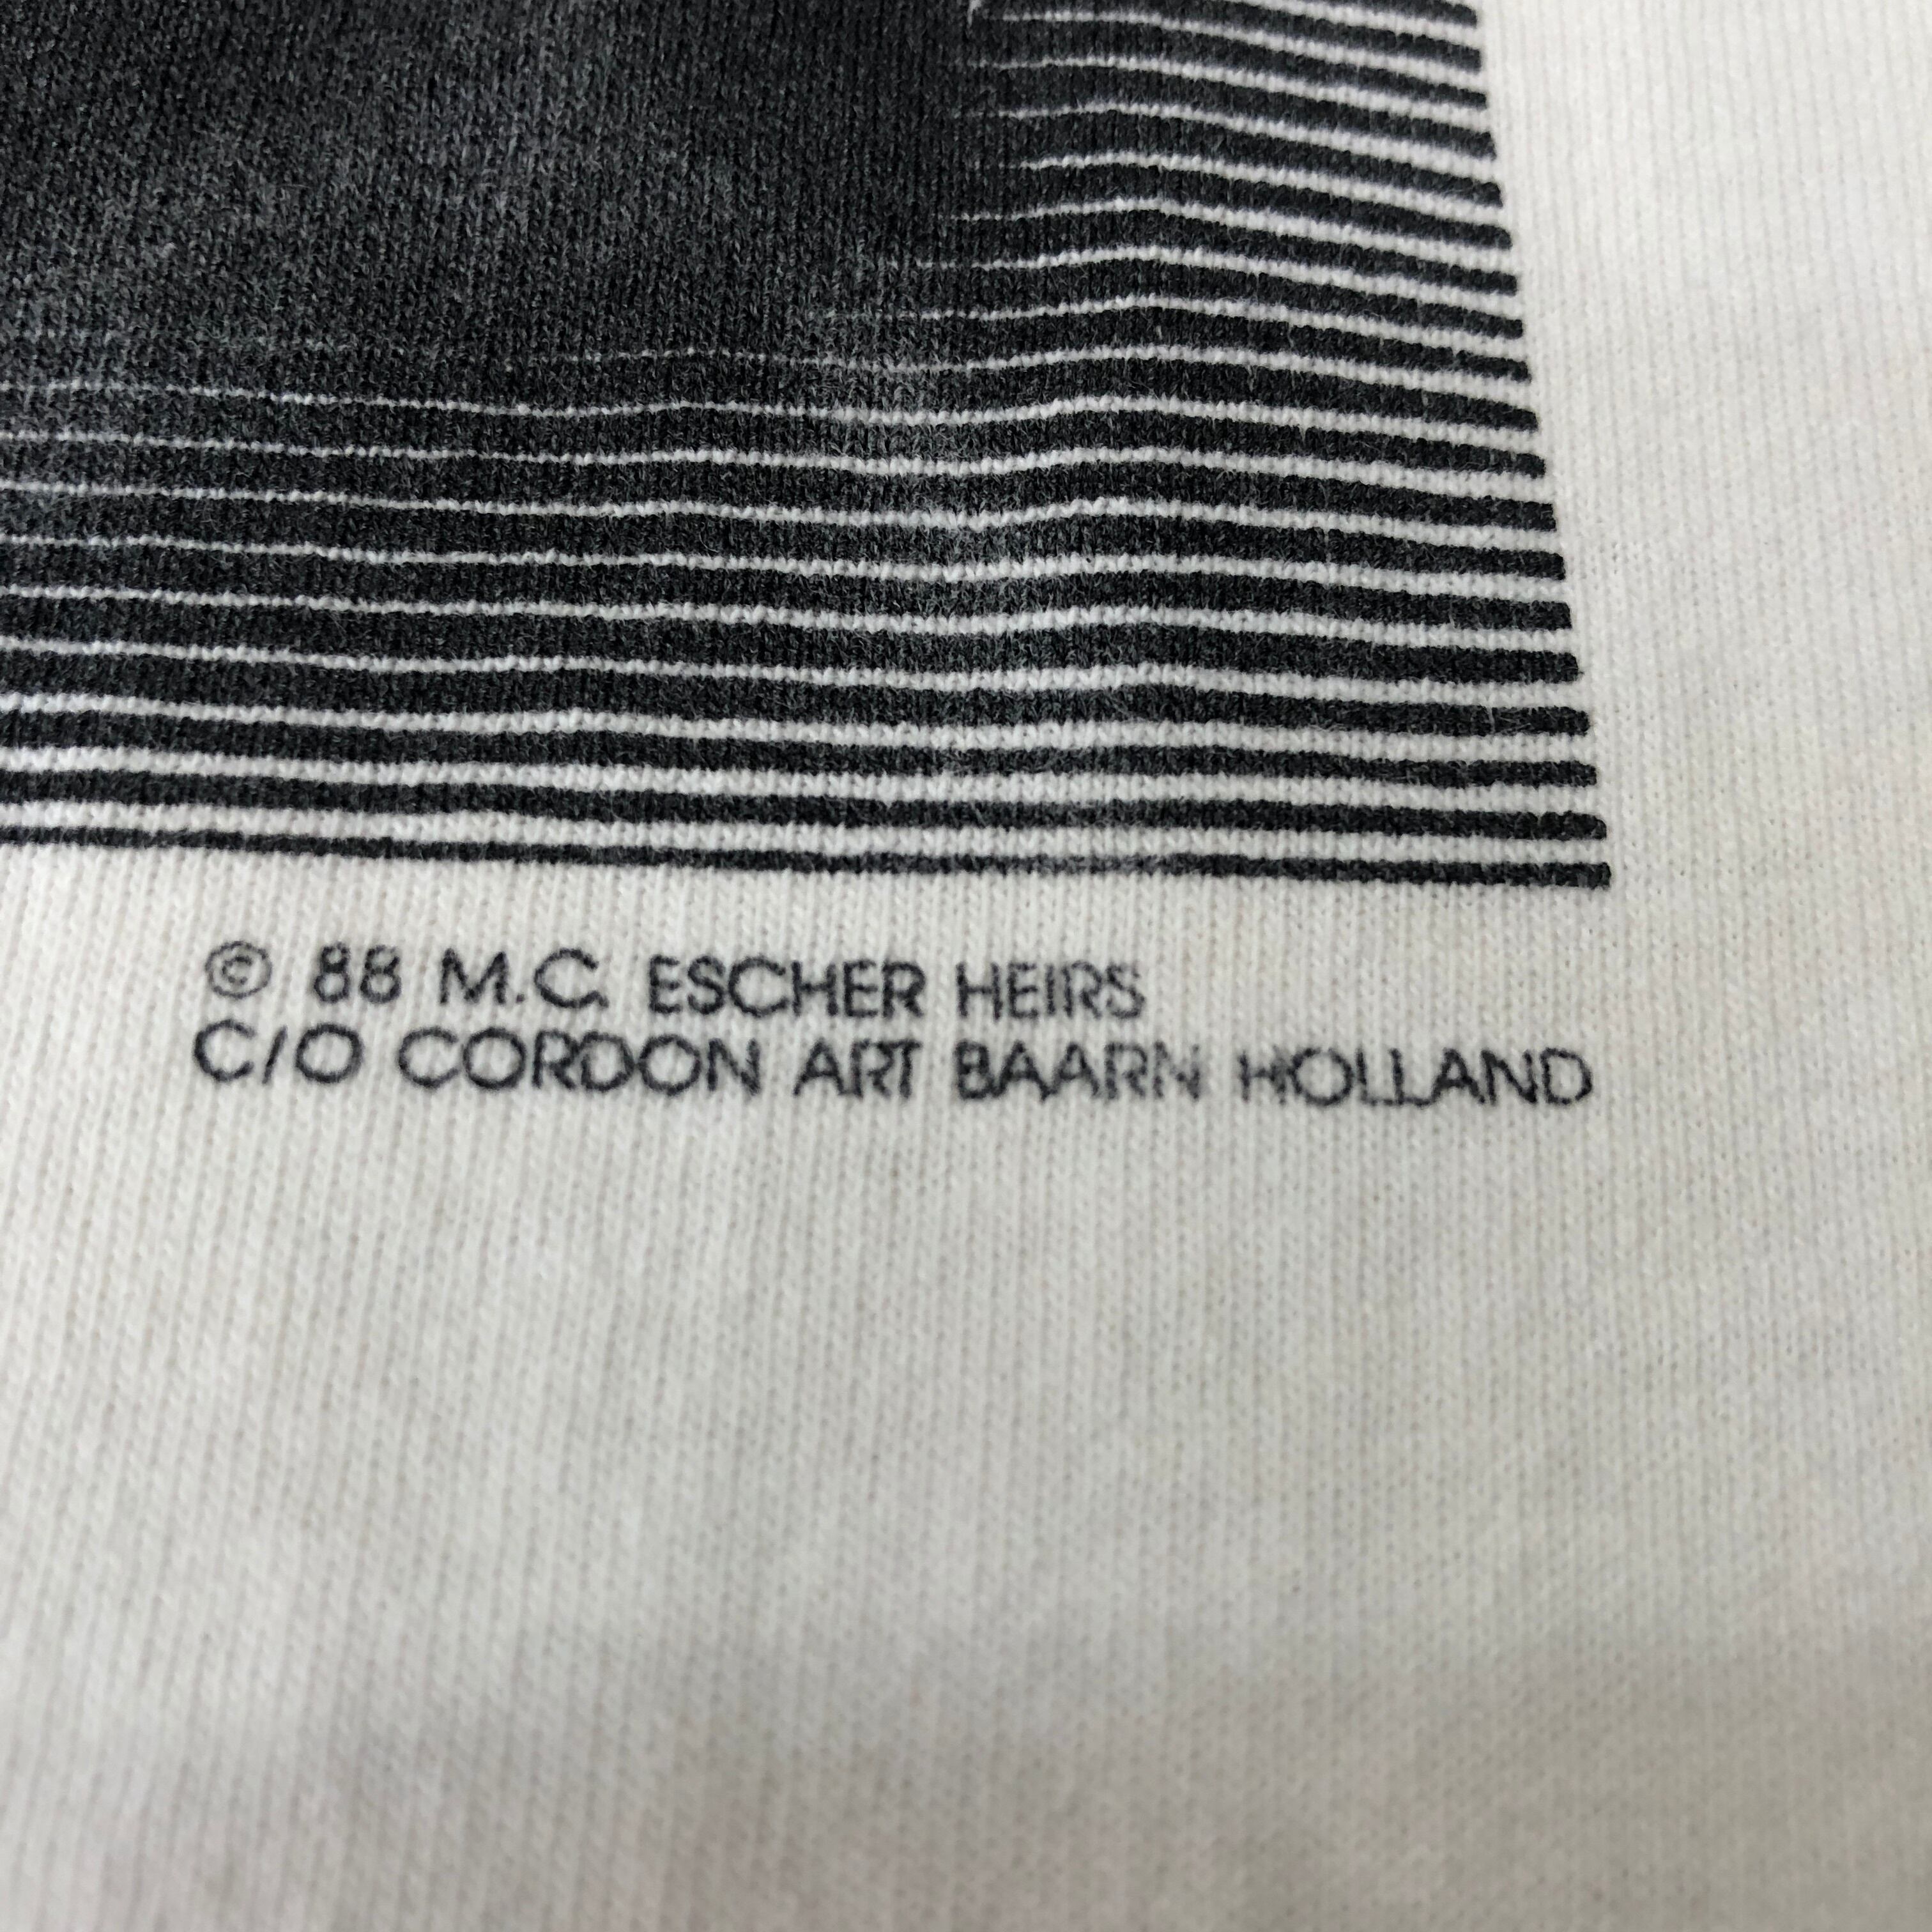 © 88 M.C. ESCHER HEIRS
C/O CORDON ART BAARN HOLLAND